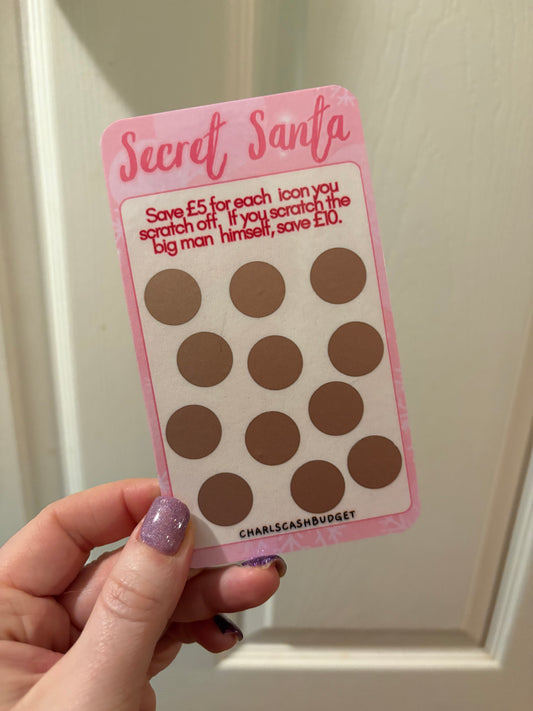 Secret Santa
Save £5 for each icon you
scratch off. If you scratch the
big man himself, save £10.
CHARLSCASHBUDGET